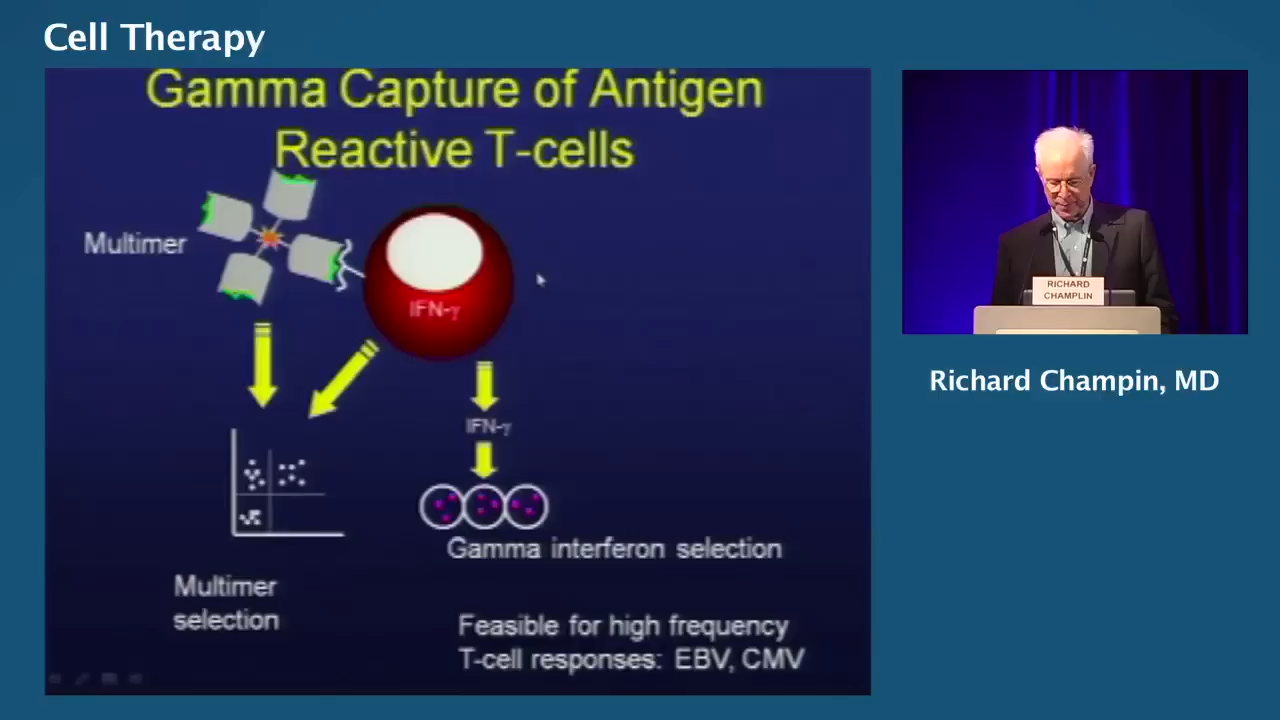 Cell Therapy
Gamma Capture of Antigen
Reactive T-cells
Multimer
IFN-γ
IFN-γ
Gamma interferon selection
Multimer
selection
Feasible for high frequency
T-cell responses: EBV, CMV
RICHARD
CHAMPLIN
Richard Champin, MD